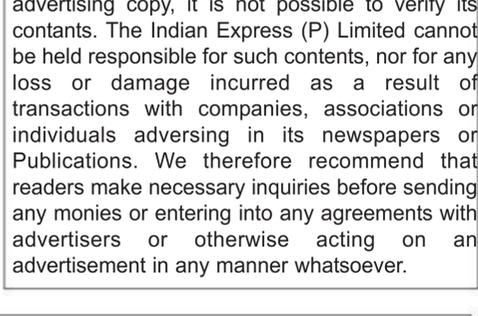 advertising copy, it is not possible to verify its
contants. The Indian Express (P) Limited cannot
be held responsible for such contents, nor for any
loss or damage incurred as a result of
transactions with companies, associations or
individuals adversing in its newspapers or
Publications. We therefore recommend that
readers make necessary inquiries before sending
any monies or entering into any agreements with
advertisers or otherwise acting on an
advertisement in any manner whatsoever.